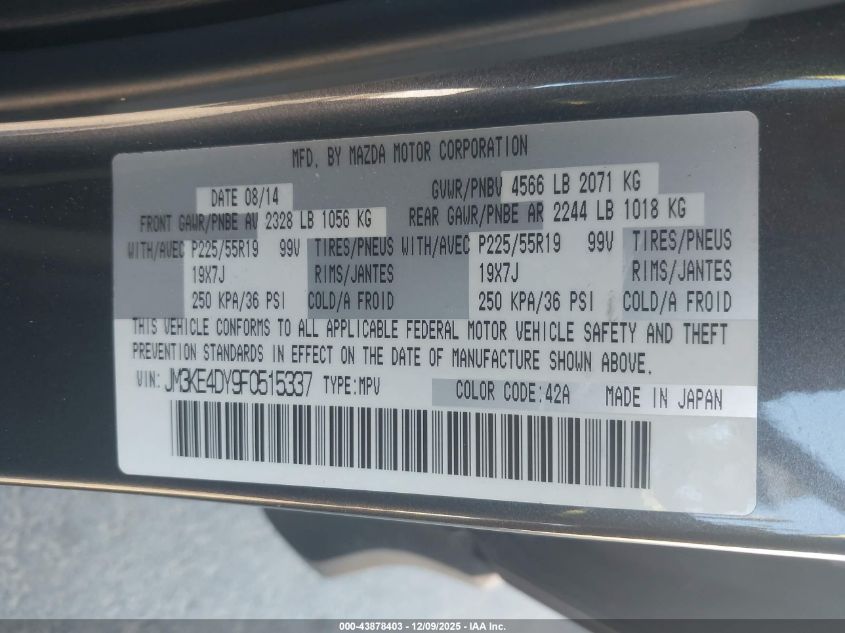 MFD. BY MAZDA MOTOR CORPORATION
DATE 08/14 GVWR/PNBV 4566 LB 2071 KG
FRONT GAWR/PNBE AV 2328 LB 1056 KG REAR GAWR/PNBE AR 2244 LB 1018 KG
WITH/AVEC P225/55R19 99V TIRES/PNEUS WITH/AVEC P225/55R19 99V TIRES/PNEUS
19X7J RIMS/JANTES 19X7J RIMS/JANTES
250 KPA/36 PSI COLD/A FROID 250 KPA/36 PSI COLD/A FROID
THIS VEHICLE CONFORMS TO ALL APPLICABLE FEDERAL MOTOR VEHICLE SAFETY AND THEFT
PREVENTION STANDARDS IN EFFECT ON THE DATE OF MANUFACTURE SHOWN ABOVE.
VIN: JM3KE4DY9F0515337 TYPE:MPV COLOR CODE:42A MADE IN JAPAN
000-43878403 - 12/09/2025 - IAA Inc.